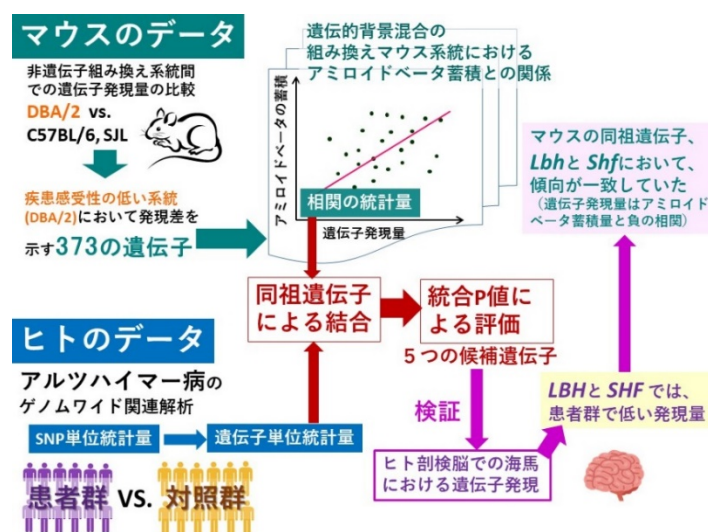 マウスのデータ
非遺伝子組み換え系統間
での遺伝子発現量の比較
DBA/2 vs.
C57BL/6, SJL
疾患感受性の低い系統
(DBA/2)において発現差を
示す373の遺伝子
遺伝的背景混合の
組み換えマウス系統における
アミロイドベータ蓄積との関係
アミロイドベータの蓄積
相関の統計量
遺伝子発現量
マウスの同祖遺伝子、
LbhとShfにおいて、
傾向が一致していた
（遺伝子発現量はアミロイド
ベータ蓄積量と負の相関）
同祖遺伝子
による結合
統合P値に
よる評価
５つの候補遺伝子
ヒトのデータ
アルツハイマー病の
ゲノムワイド関連解析
SNP単位統計量
遺伝子単位統計量
患者群 VS. 対照群
検証
ヒト剖検脳での海馬
における遺伝子発現
LBHとSHFでは、
患者群で低い発現量